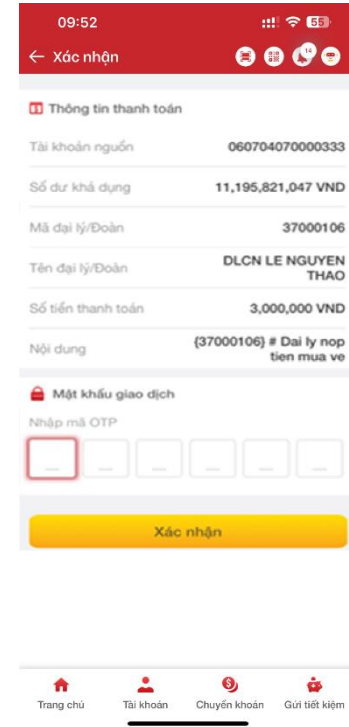 09:52
55
← Xác nhận
14
Thông tin thanh toán
Tài khoản nguồn
060704070000333
Số dư khả dụng
11,195,821,047 VND
Mã đại lý/Đoàn
37000106
Tên đại lý/Đoàn
DLCN LE NGUYEN
THAO
Số tiền thanh toán
3,000,000 VND
Nội dung
{37000106} # Dai ly nop
tien mua ve
Mật khẩu giao dịch
Nhập mã OTP
Xác nhận
Trang chủ
Tài khoản
Chuyển khoản
Gửi tiết kiệm